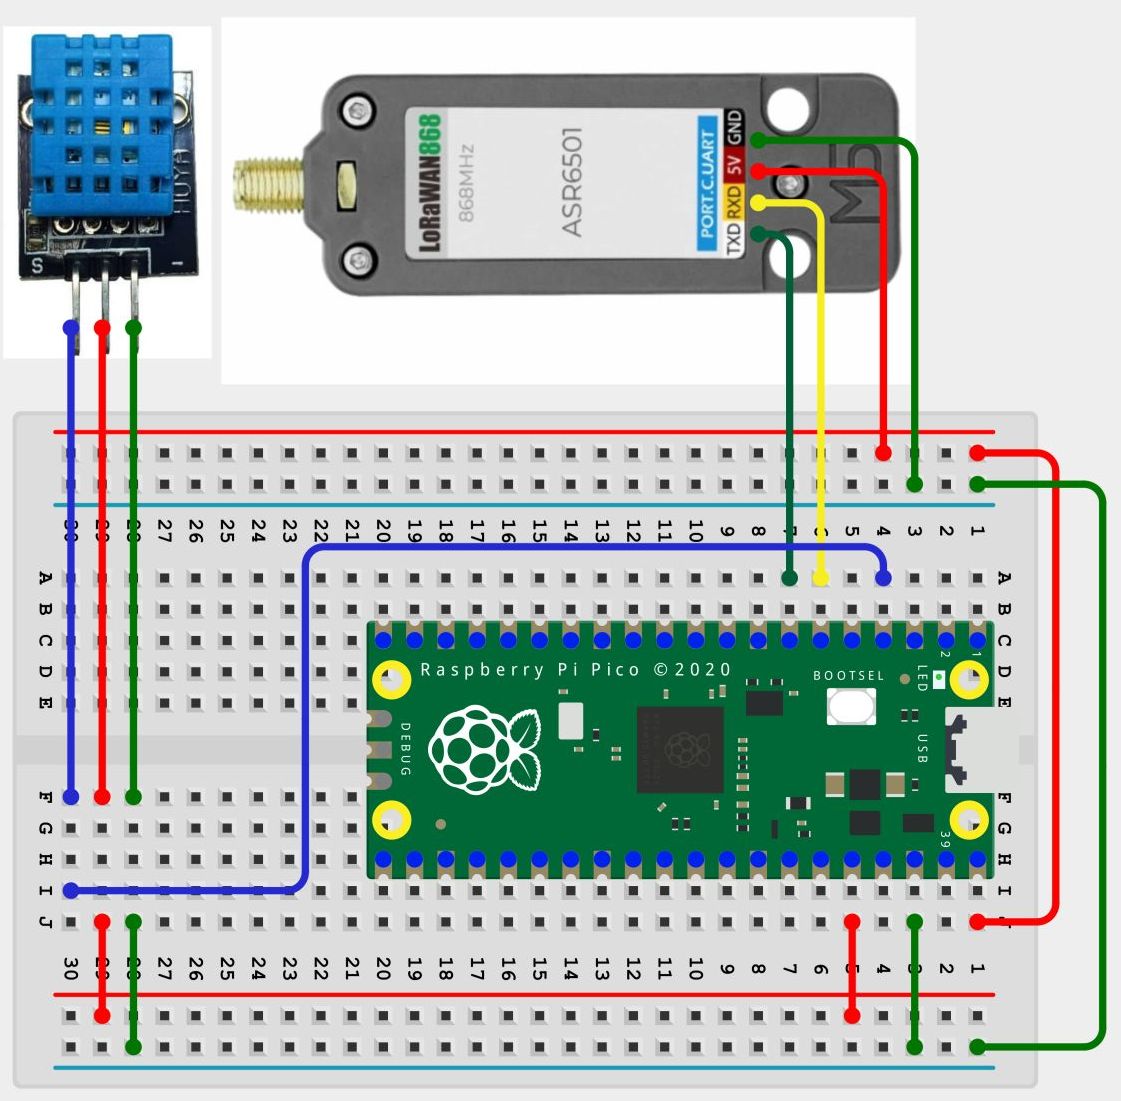 S
LoRaWAN868
868MHz
ASR6501
PORT.C.UART
GND
5V
RXD
TXD
M5
30 29 28 27 26 25 24 23 22 21 20 19 18 17 16 15 14 13 12 11 10 9 8 7 6 5 4 3 2 1
A A
B B
C C
D D
E E
F F
G G
H H
I I
J J
Raspberry Pi Pico ©2020
BOOTSEL
LED
USB
DEBUG
1
2
39
30 29 28 27 26 25 24 23 22 21 20 19 18 17 16 15 14 13 12 11 10 9 8 7 6 5 4 3 2 1